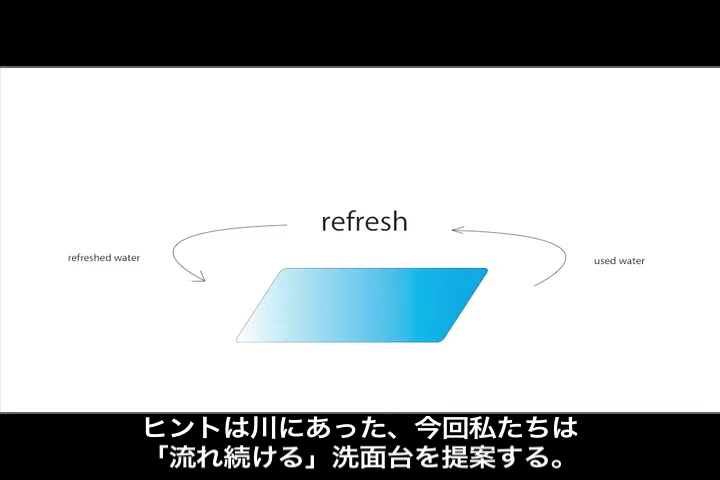 refresh
refreshed water
used water
ヒントは川にあった、今回私たちは
「流れ続ける」洗面台を提案する。